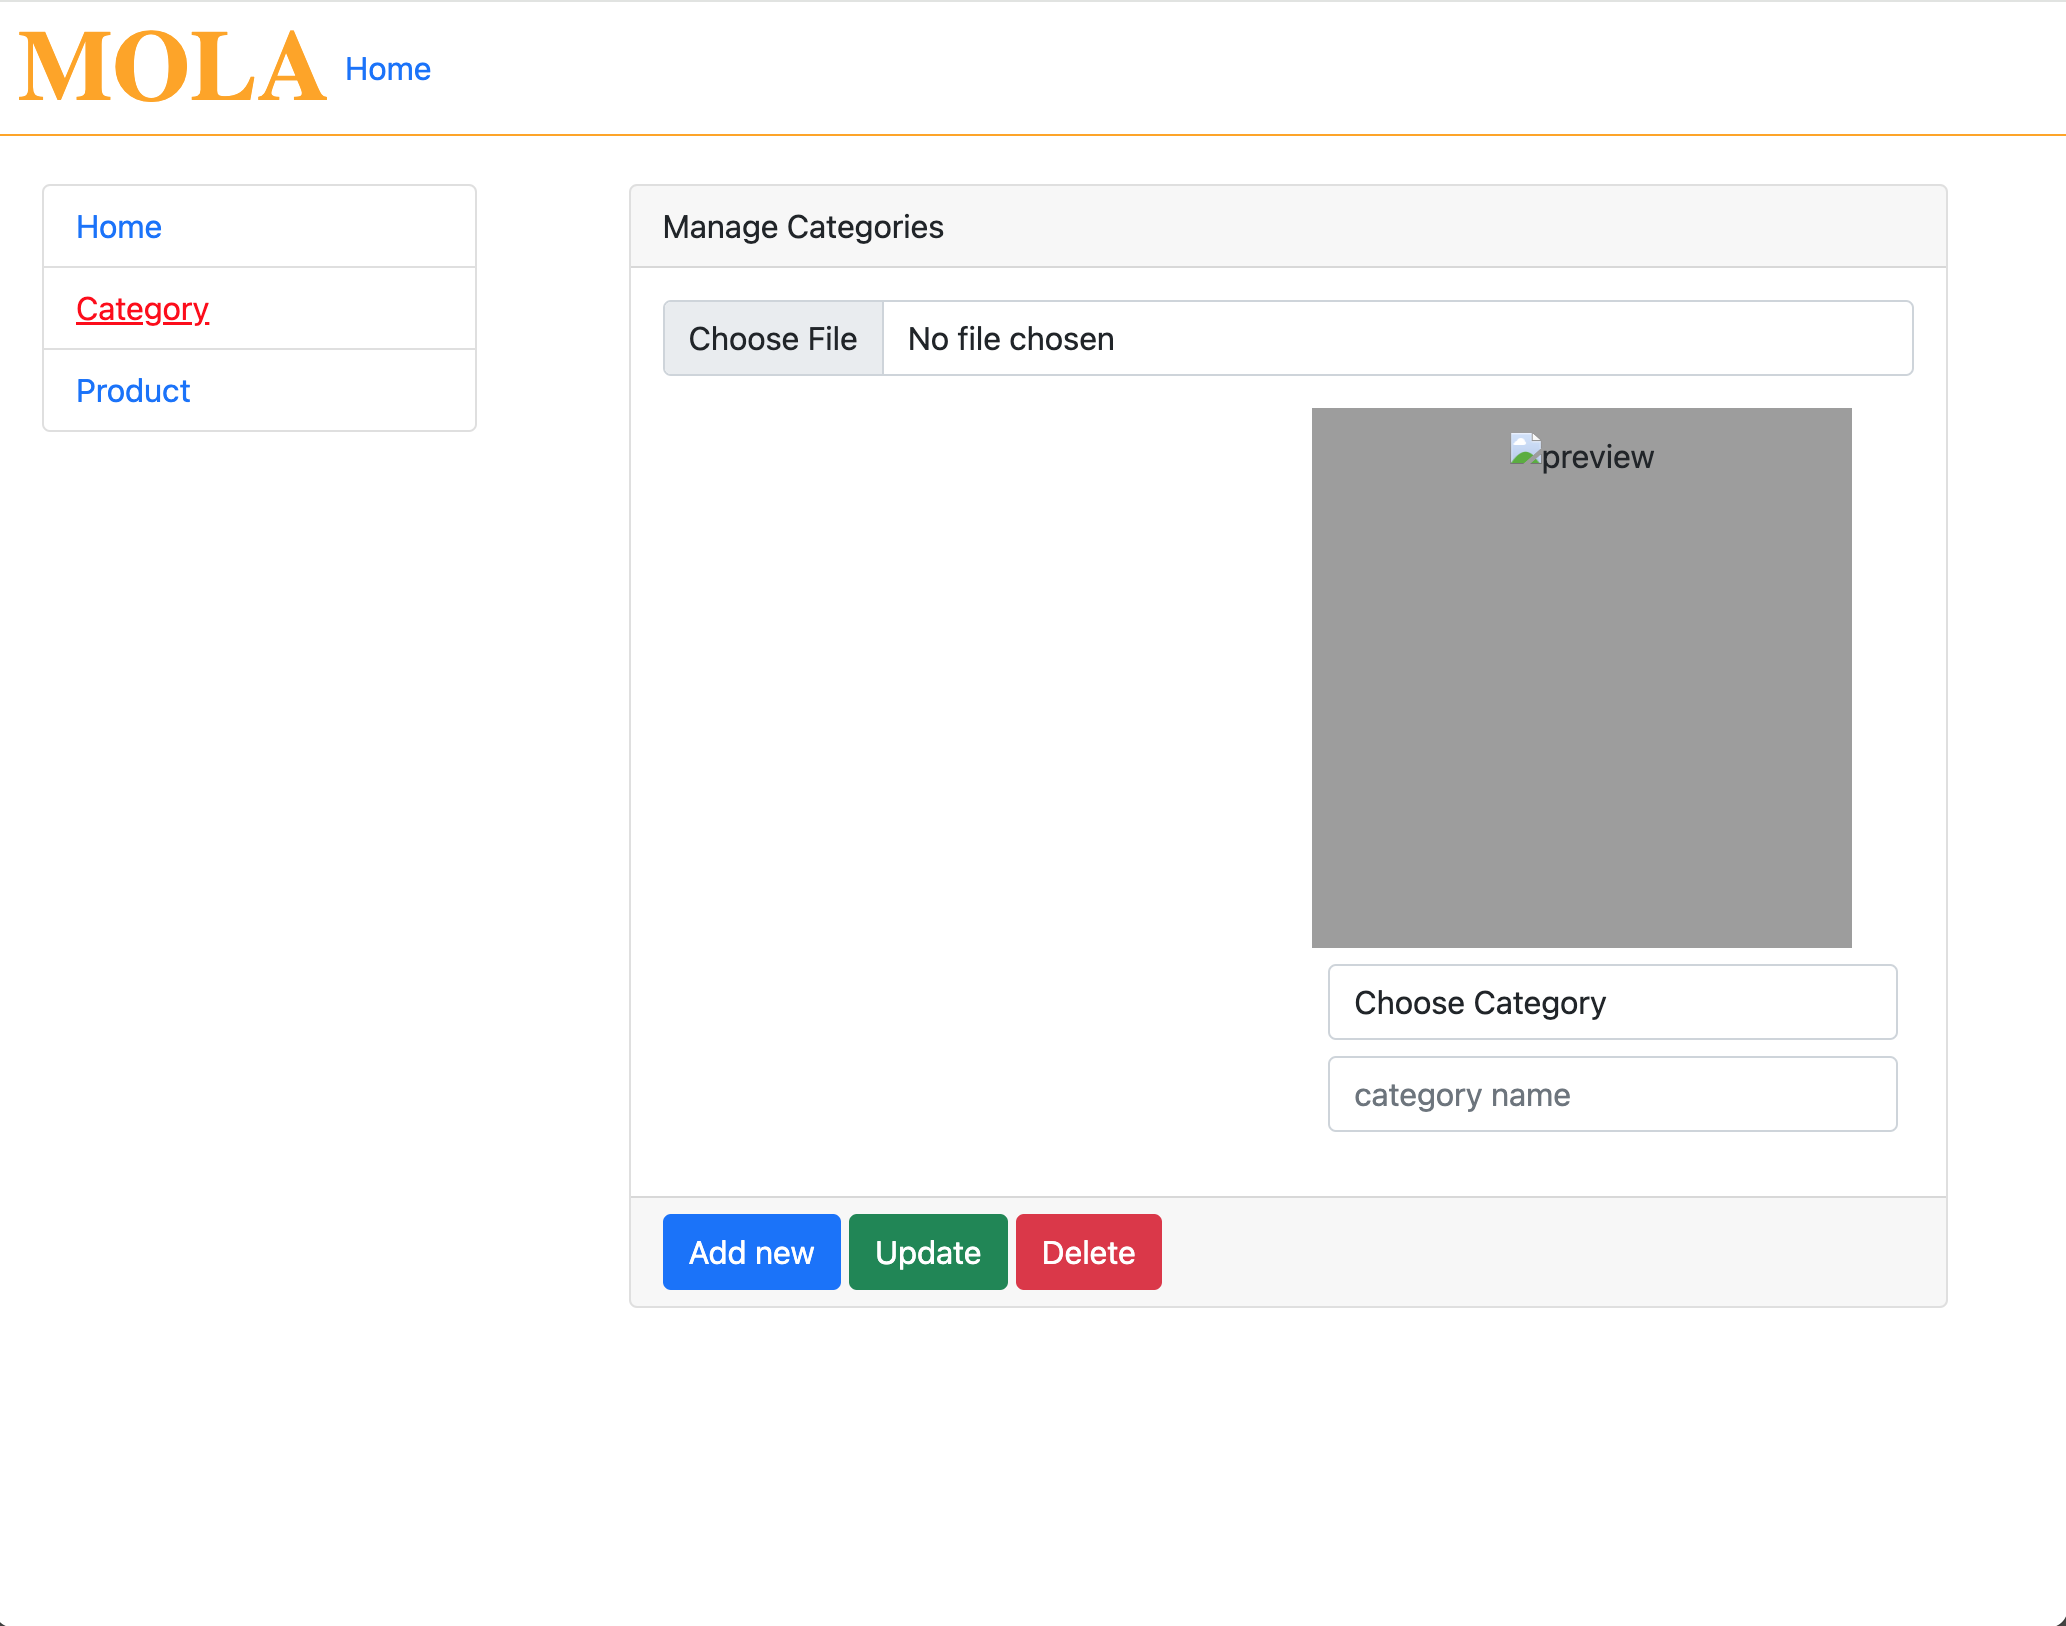 MOLA Home
Home
Category
Product
Manage Categories
Choose File No file chosen
preview
Choose Category
category name
Add new Update Delete